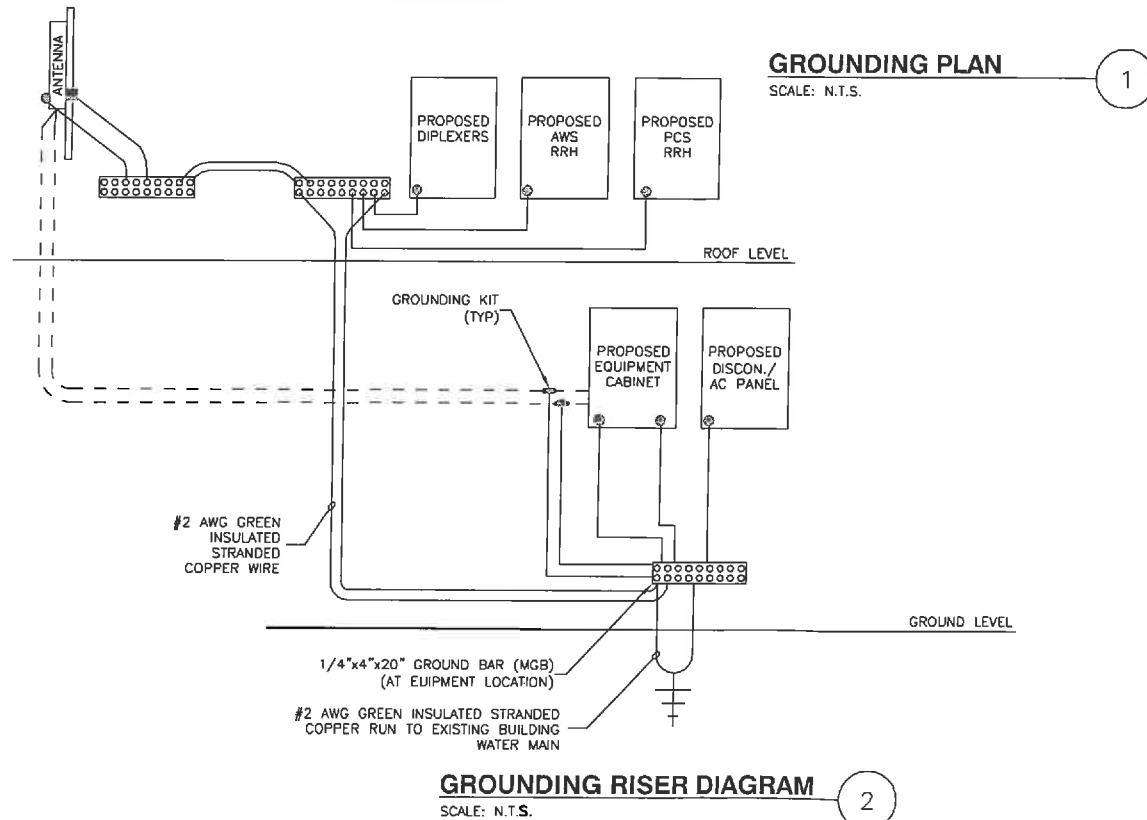 ANTENNA
GROUNDING PLAN
SCALE: N.T.S.
1
PROPOSED
DIPLEXERS
PROPOSED
AWS
RRH
PROPOSED
PCS
RRH
ROOF LEVEL
GROUNDING KIT
(TYP)
PROPOSED
EQUIPMENT
CABINET
PROPOSED
DISCON./
AC PANEL
#2 AWG GREEN
INSULATED
STRANDED
COPPER WIRE
GROUND LEVEL
1/4"x4"x20" GROUND BAR (MGB)
(AT EUIPMENT LOCATION)
#2 AWG GREEN INSULATED STRANDED
COPPER RUN TO EXISTING BUILDING
WATER MAIN
GROUNDING RISER DIAGRAM
SCALE: N.T.S.
2